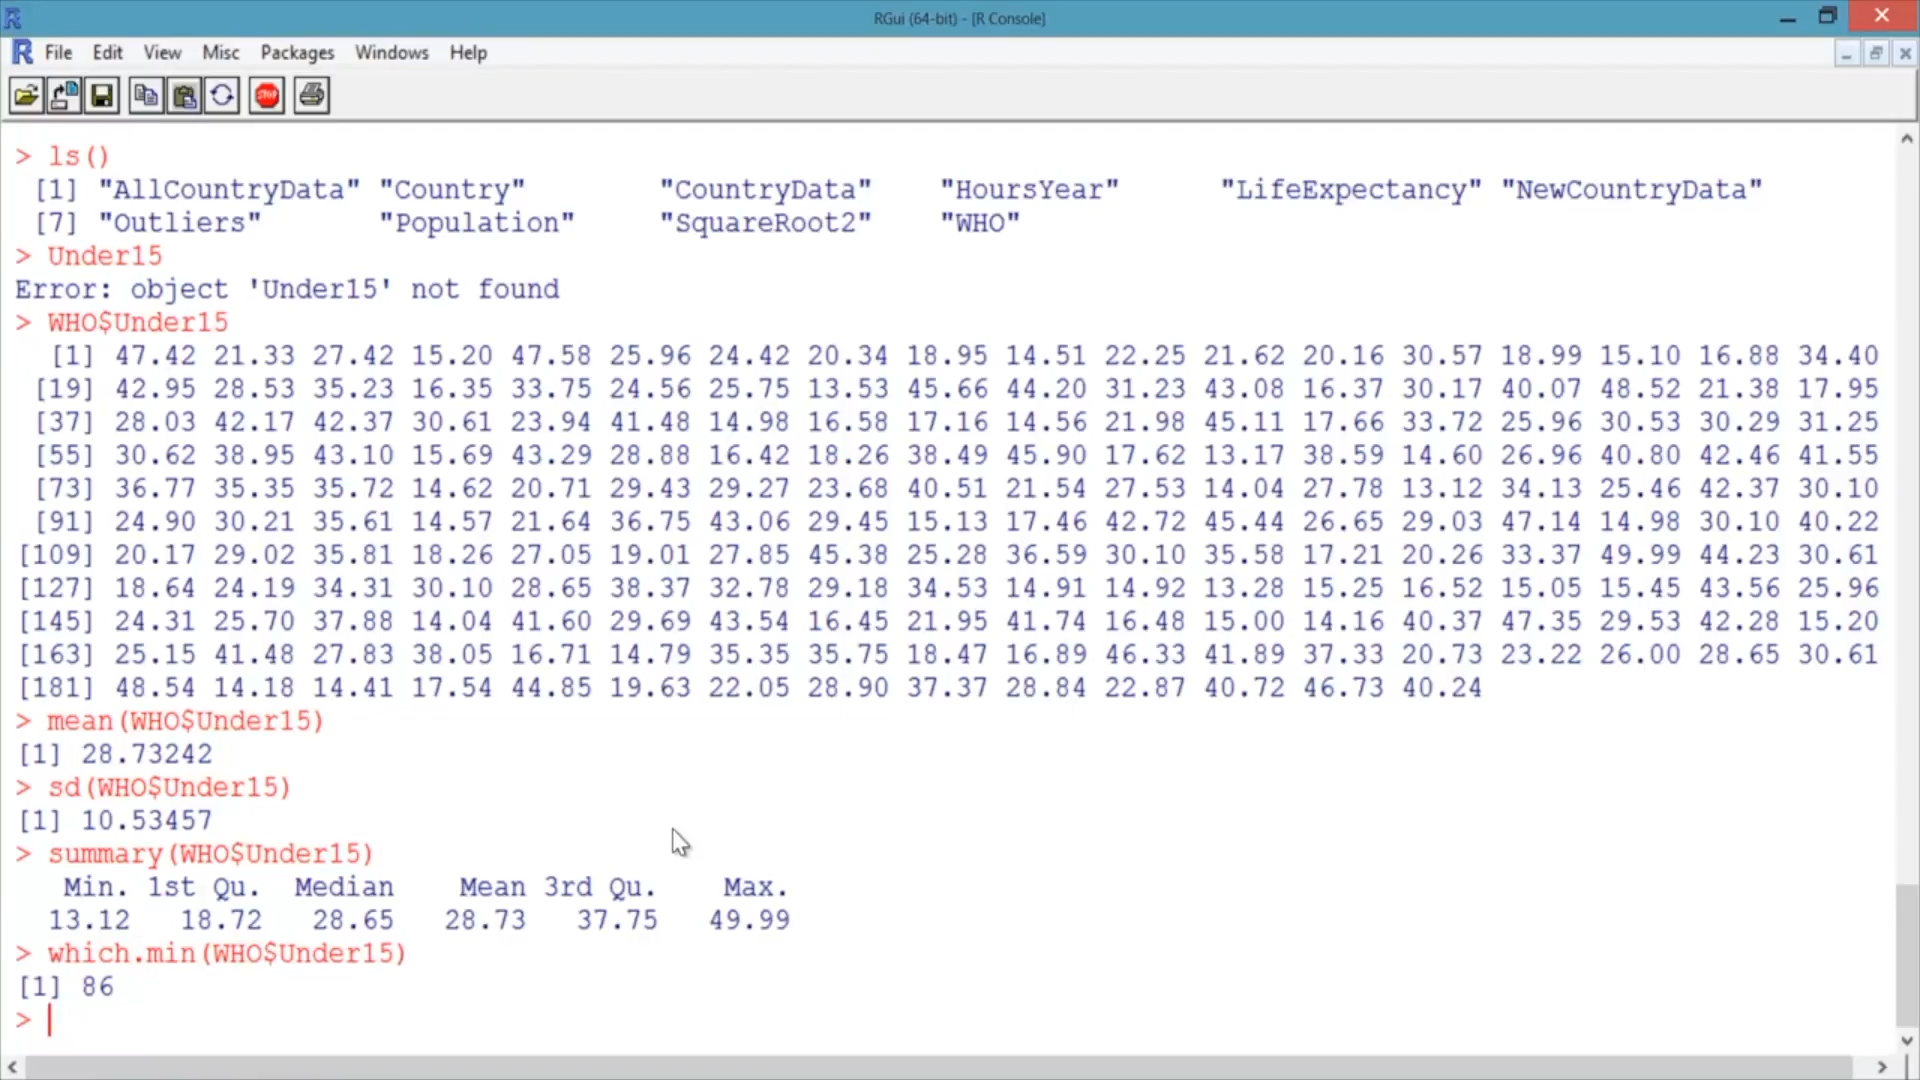 RGui (64-bit) - [R Console]
File Edit View Misc Packages Windows Help
STOP
> ls()
[1] "AllCountryData" "Country" "CountryData" "HoursYear" "LifeExpectancy" "NewCountryData"
[7] "Outliers" "Population" "SquareRoot2" "WHO"
> Under15
Error: object 'Under15' not found
> WHO$Under15
[1] 47.42 21.33 27.42 15.20 47.58 25.96 24.42 20.34 18.95 14.51 22.25 21.62 20.16 30.57 18.99 15.10 16.88 34.40
[19] 42.95 28.53 35.23 16.35 33.75 24.56 25.75 13.53 45.66 44.20 31.23 43.08 16.37 30.17 40.07 48.52 21.38 17.95
[37] 28.03 42.17 42.37 30.61 23.94 41.48 14.98 16.58 17.16 14.56 21.98 45.11 17.66 33.72 25.96 30.53 30.29 31.25
[55] 30.62 38.95 43.10 15.69 43.29 28.88 16.42 18.26 38.49 45.90 17.62 13.17 38.59 14.60 26.96 40.80 42.46 41.55
[73] 36.77 35.35 35.72 14.62 20.71 29.43 29.27 23.68 40.51 21.54 27.53 14.04 27.78 13.12 34.13 25.46 42.37 30.10
[91] 24.90 30.21 35.61 14.57 21.64 36.75 43.06 29.45 15.13 17.46 42.72 45.44 26.65 29.03 47.14 14.98 30.10 40.22
[109] 20.17 29.02 35.81 18.26 27.05 19.01 27.85 45.38 25.28 36.59 30.10 35.58 17.21 20.26 33.37 49.99 44.23 30.61
[127] 18.64 24.19 34.31 30.10 28.65 38.37 32.78 29.18 34.53 14.91 14.92 13.28 15.25 16.52 15.05 15.45 43.56 25.96
[145] 24.31 25.70 37.88 14.04 41.60 29.69 43.54 16.45 21.95 41.74 16.48 15.00 14.16 40.37 47.35 29.53 42.28 15.20
[163] 25.15 41.48 27.83 38.05 16.71 14.79 35.35 35.75 18.47 16.89 46.33 41.89 37.33 20.73 23.22 26.00 28.65 30.61
[181] 48.54 14.18 14.41 17.54 44.85 19.63 22.05 28.90 37.37 28.84 22.87 40.72 46.73 40.24
> mean(WHO$Under15)
[1] 28.73242
> sd(WHO$Under15)
[1] 10.53457
> summary(WHO$Under15)
Min. 1st Qu. Median Mean 3rd Qu. Max.
13.12 18.72 28.65 28.73 37.75 49.99
> which.min(WHO$Under15)
[1] 86
>